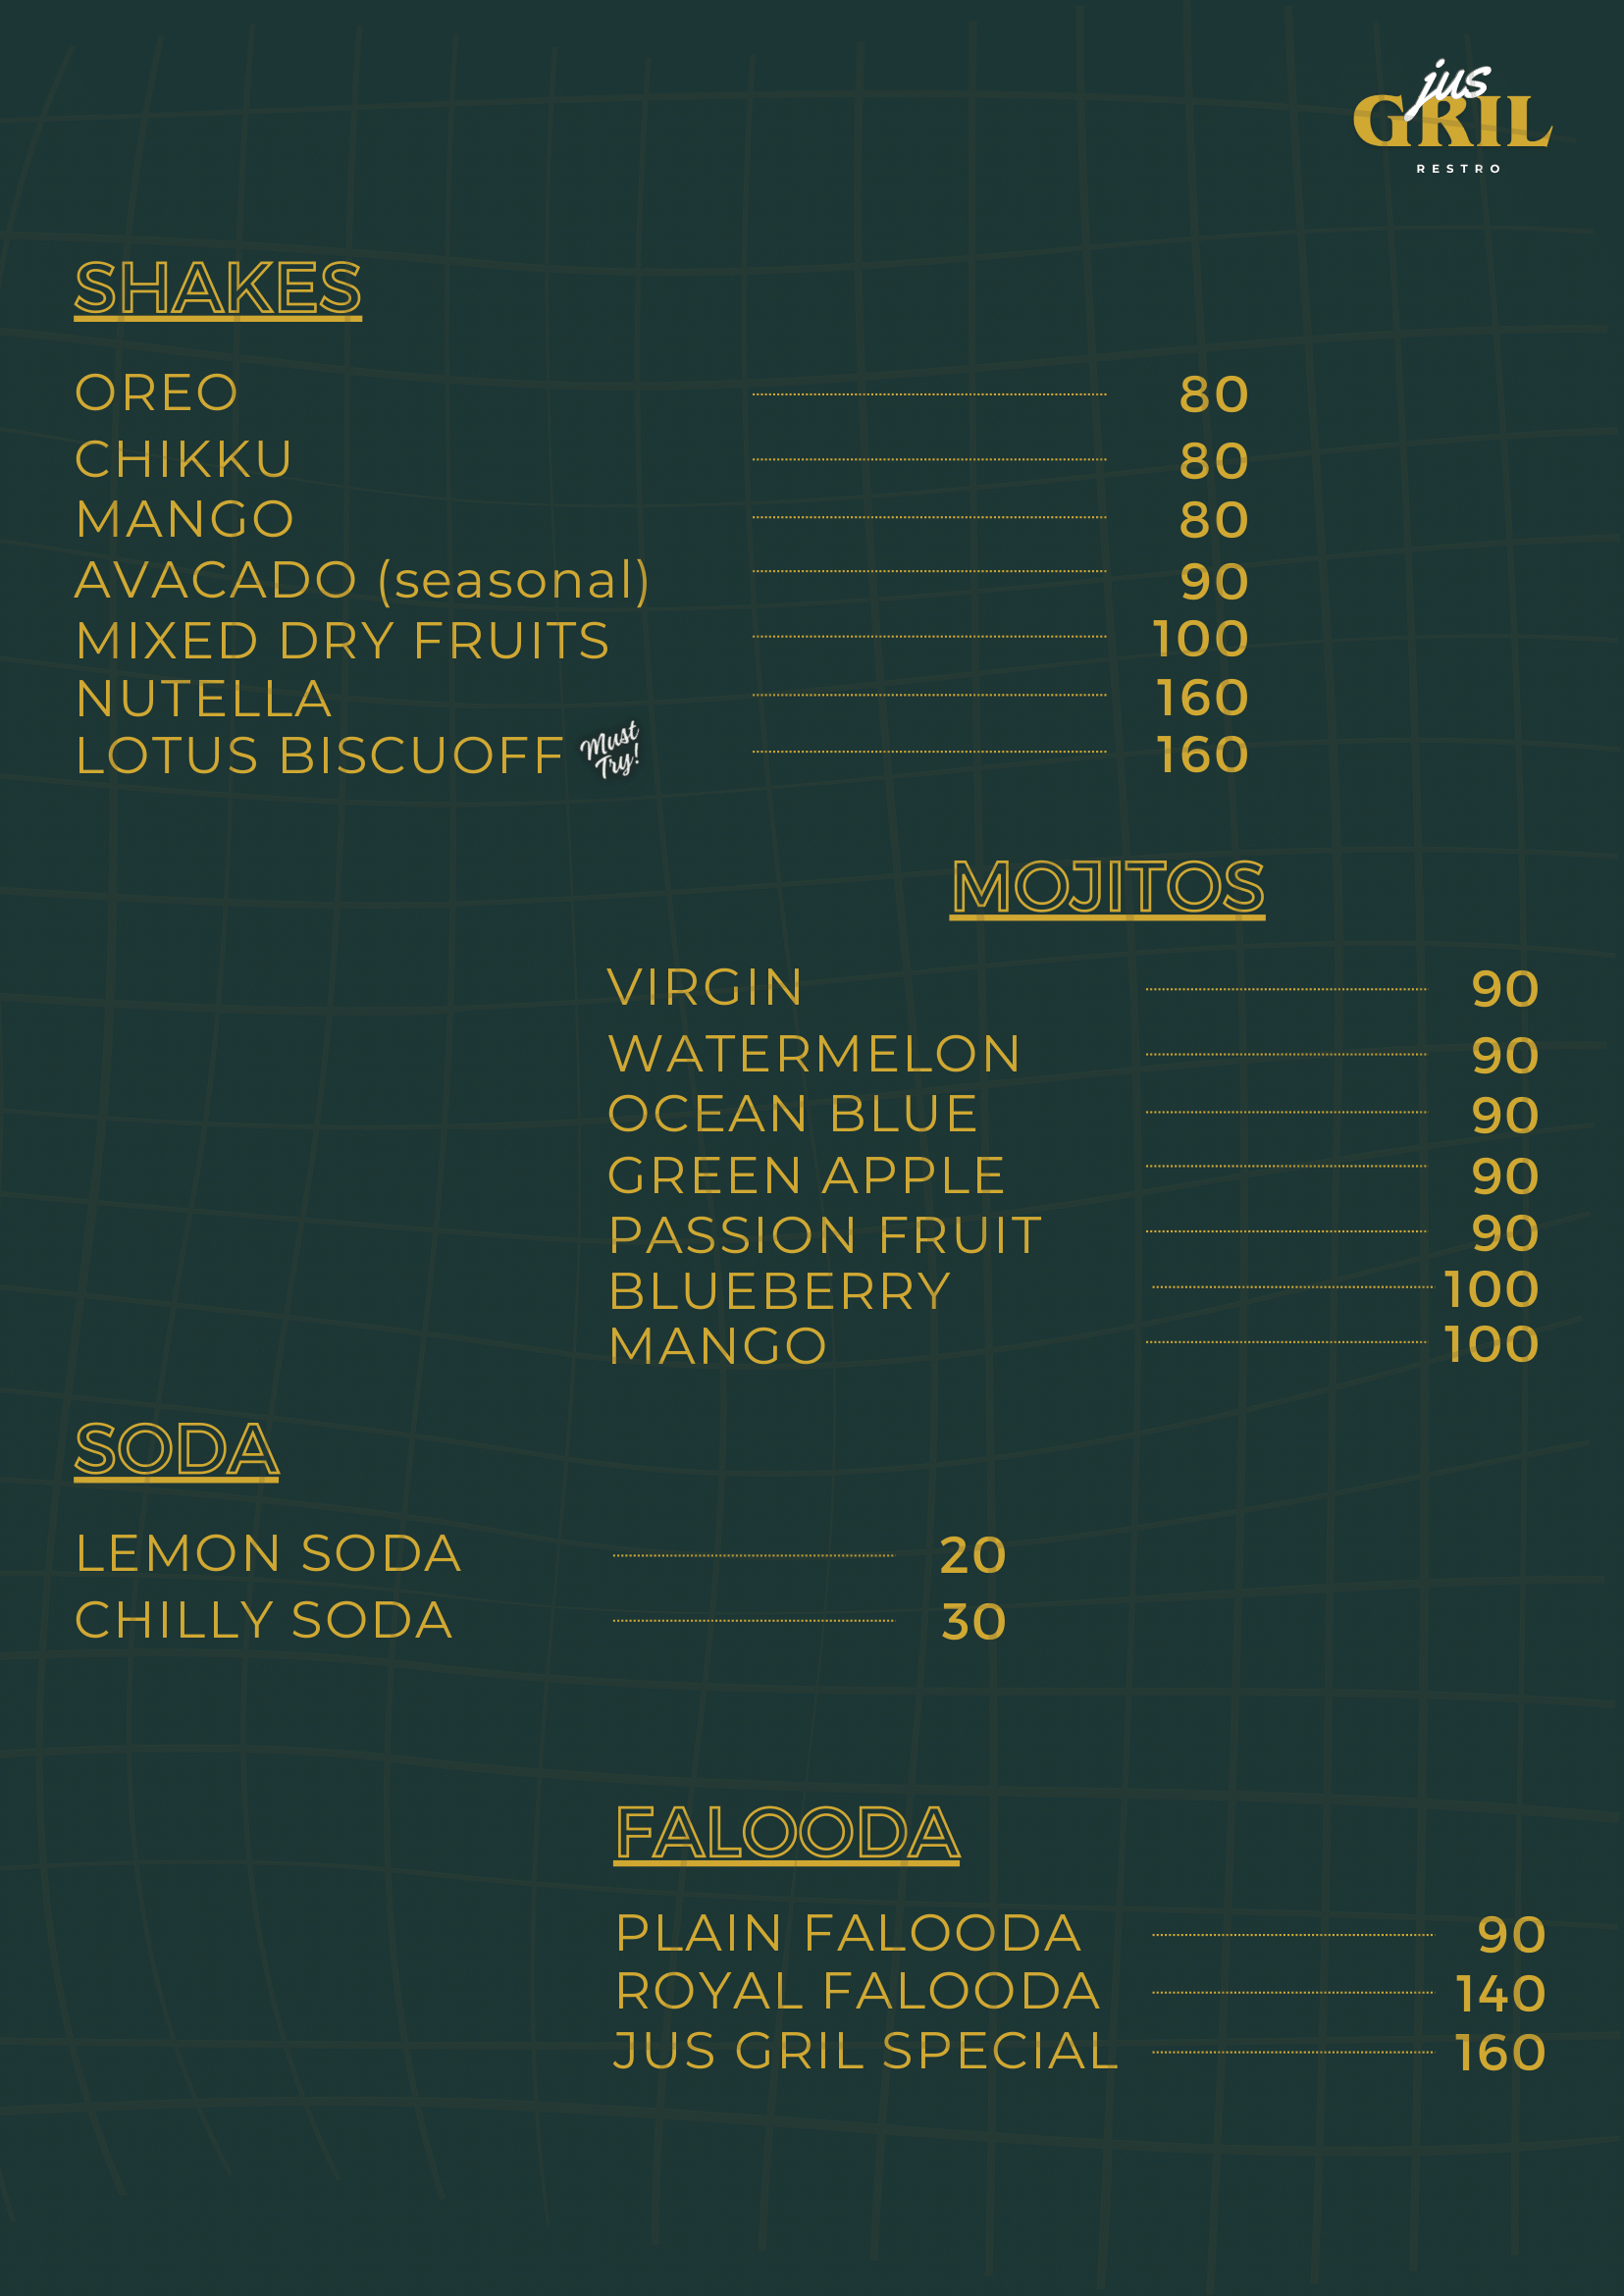 jus
GRIL
RESTRO
SHAKES
OREO 80
CHIKKU 80
MANGO 80
AVACADO (seasonal) 90
MIXED DRY FRUITS 100
NUTELLA 160
LOTUS BISCUOFF Must Try! 160
MOJITOS
VIRGIN 90
WATERMELON 90
OCEAN BLUE 90
GREEN APPLE 90
PASSION FRUIT 90
BLUEBERRY 100
MANGO 100
SODA
LEMON SODA 20
CHILLY SODA 30
FALOODA
PLAIN FALOODA 90
ROYAL FALOODA 140
JUS GRIL SPECIAL 160